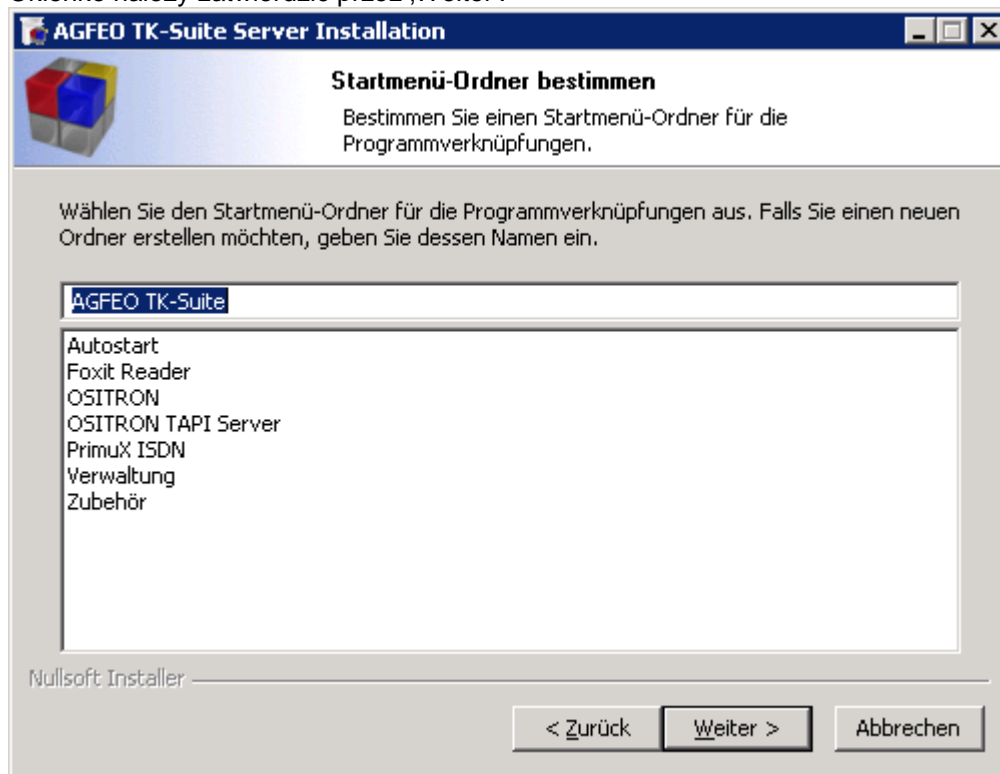 AGFEO TK-Suite Server Installation
Startmenü-Ordner bestimmen
Bestimmen Sie einen Startmenü-Ordner für die
Programmverknüpfungen.
Wählen Sie den Startmenü-Ordner für die Programmverknüpfungen aus. Falls Sie einen neuen
Ordner erstellen möchten, geben Sie dessen Namen ein.
AGFEO TK-Suite
Autostart
Foxit Reader
OSITRON
OSITRON TAPI Server
PrimuX ISDN
Verwaltung
Zubehör
Nullsoft Installer
< Zurück Weiter > Abbrechen